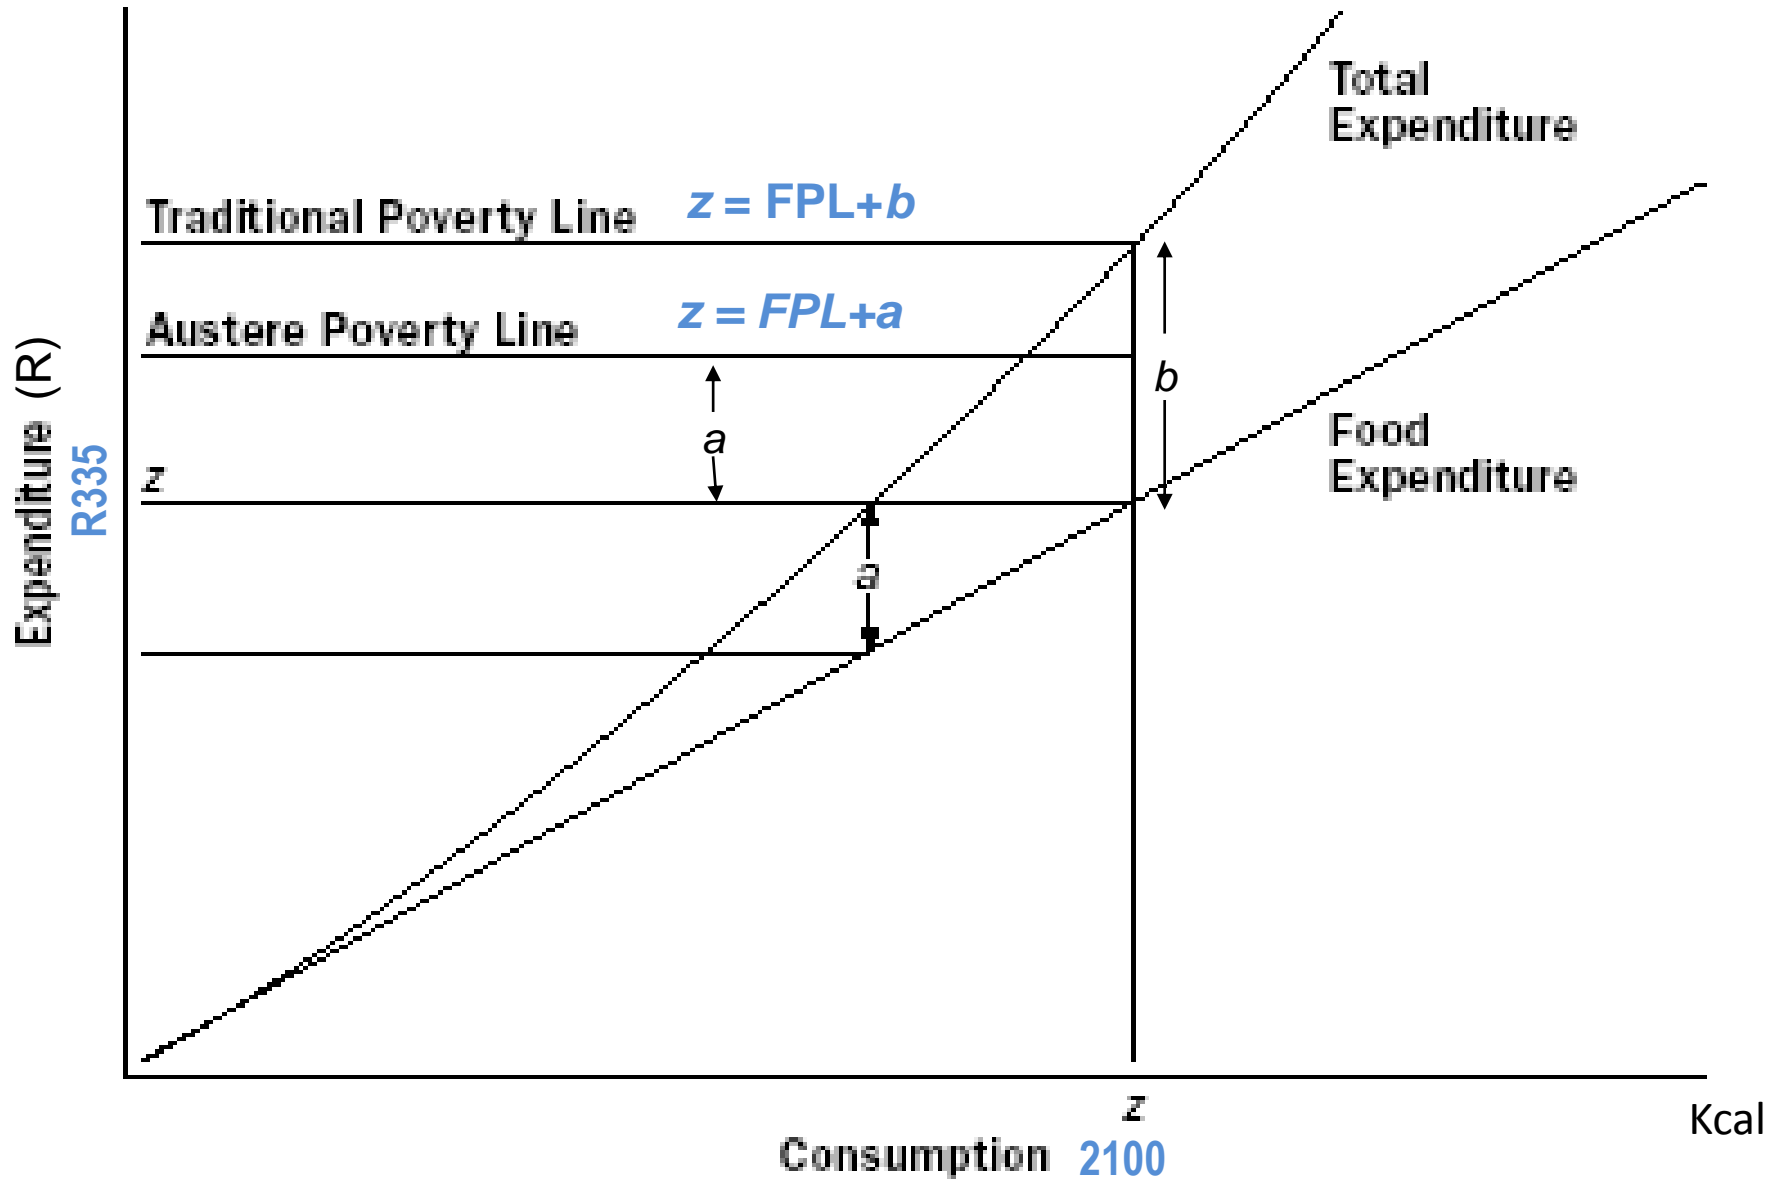 Total
Expenditure
Traditional Poverty Line z = FPL+b
Austere Poverty Line z = FPL+a
b
a
Food
Expenditure
Expenditure (R)
R335
z
a
z
Kcal
Consumption 2100